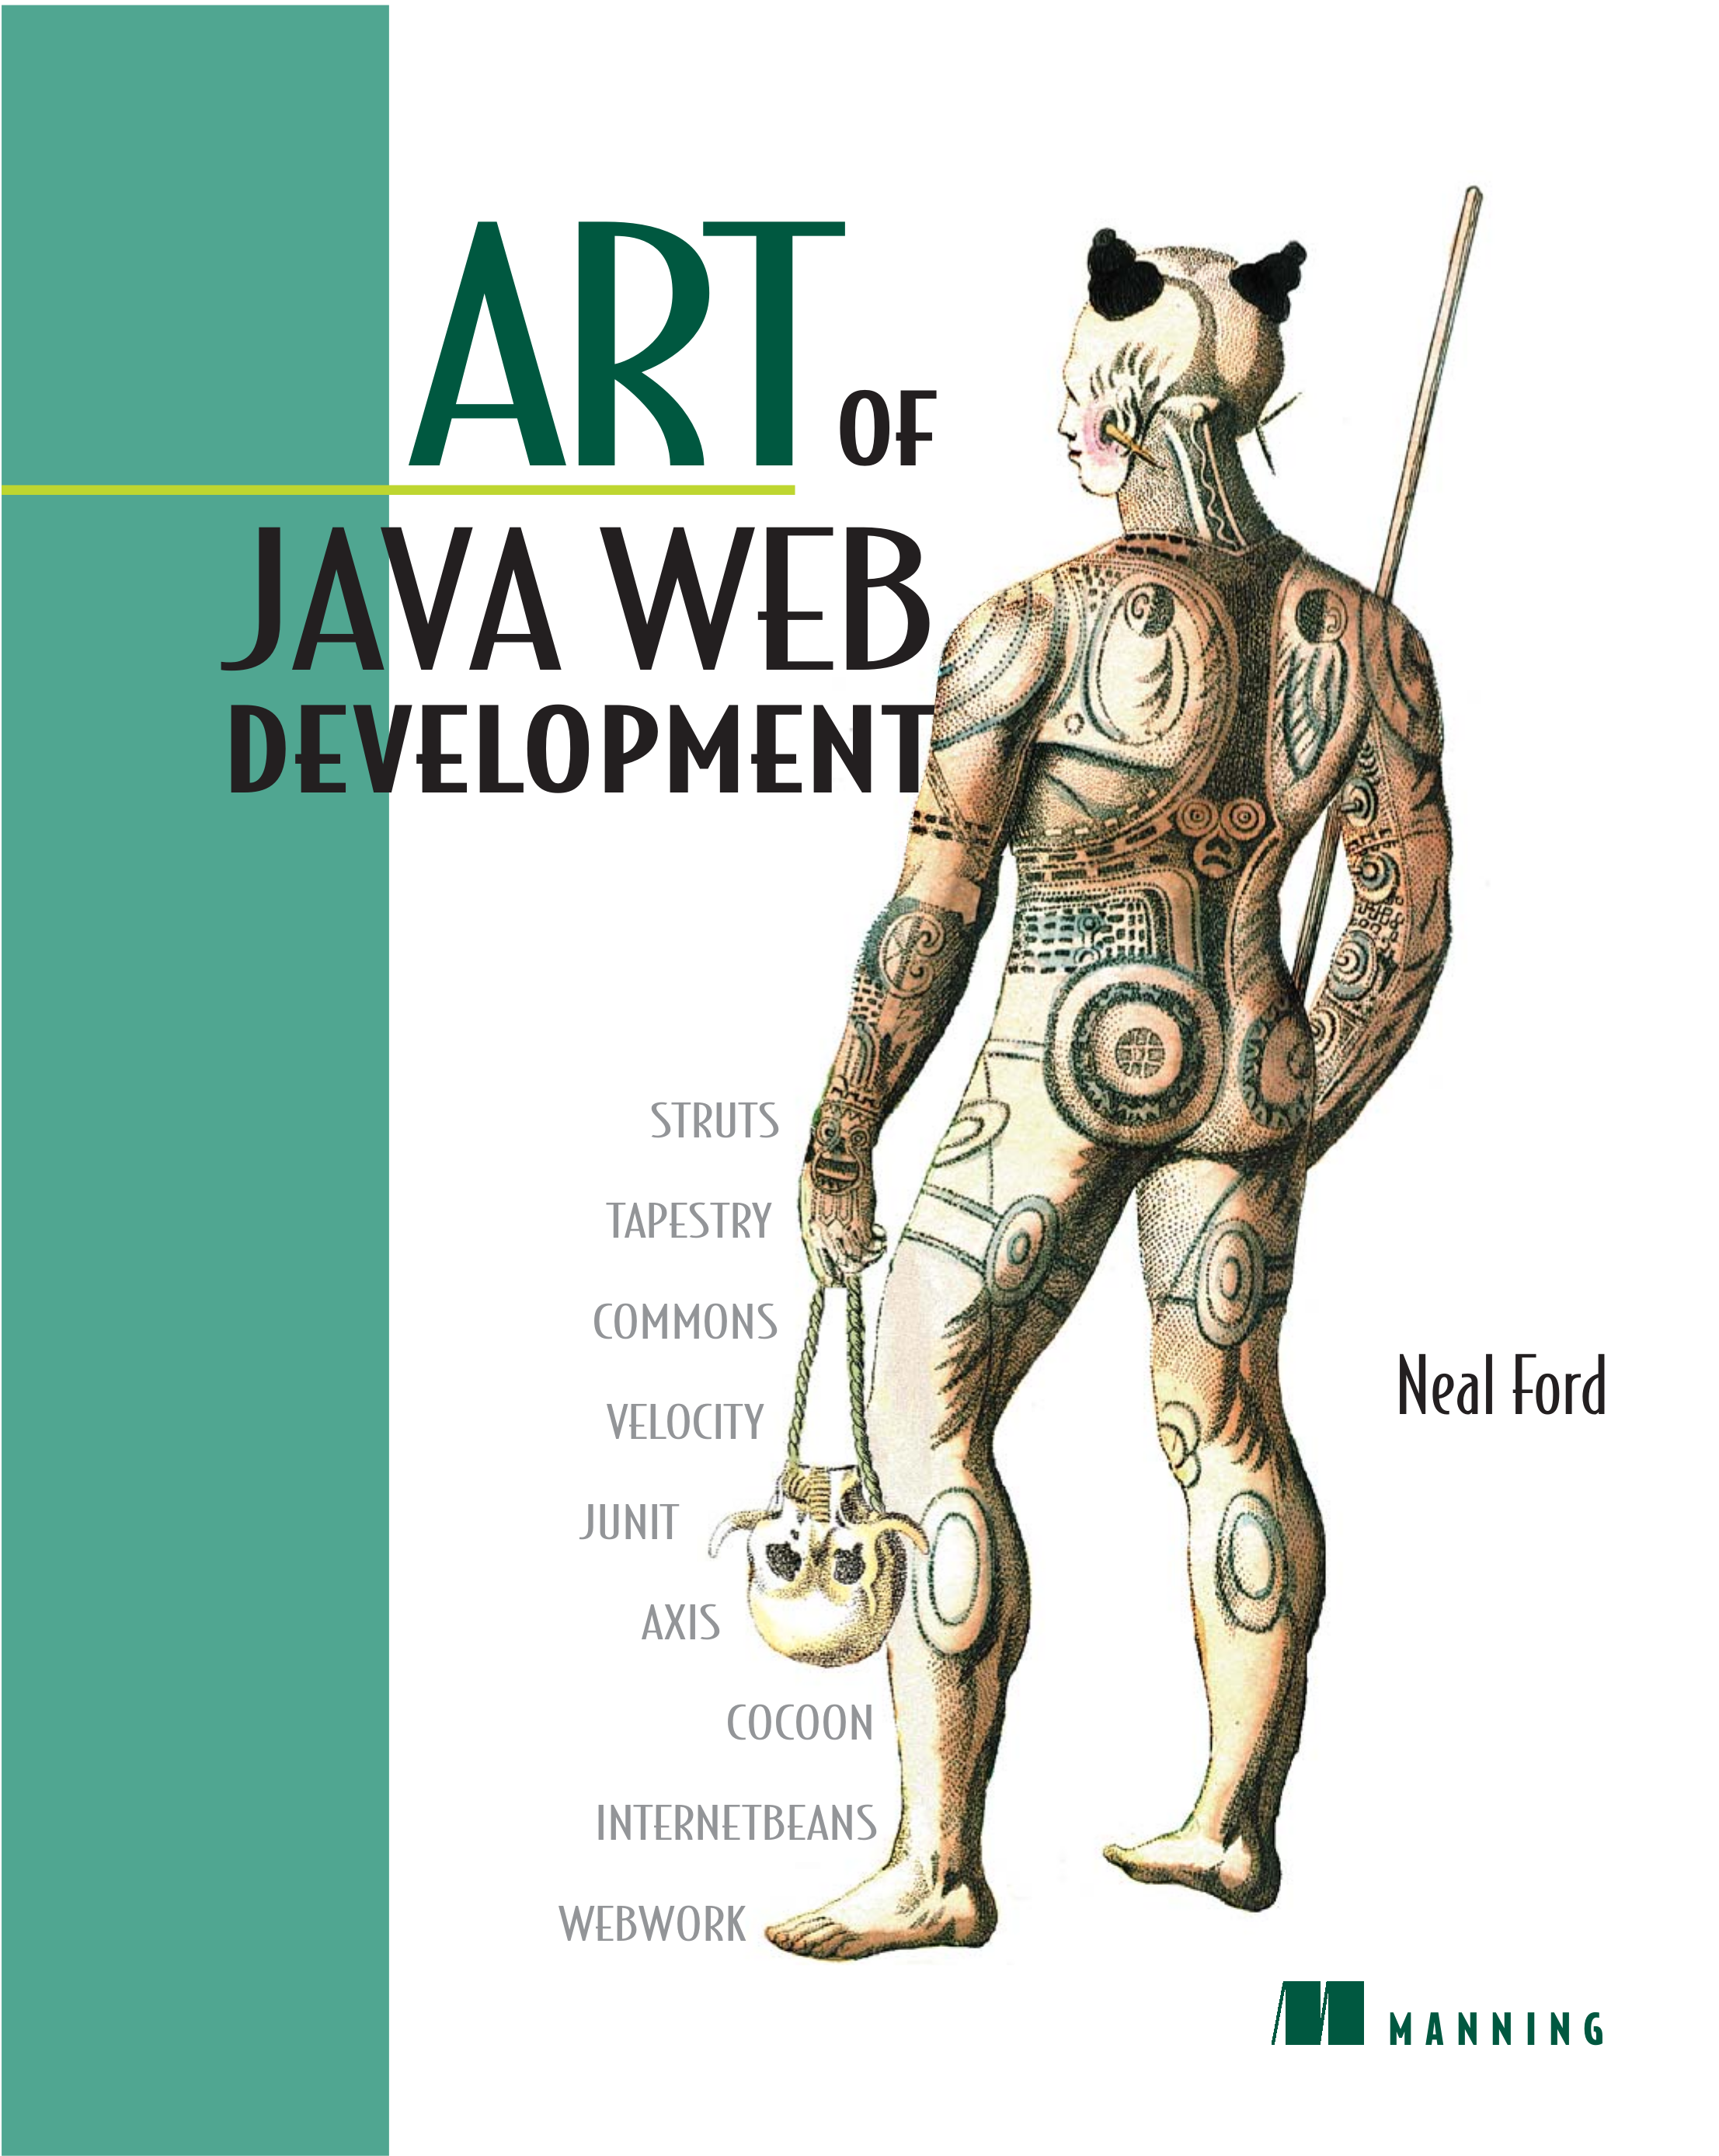 ART OF
JAVA WEB
DEVELOPMENT
STRUTS
TAPESTRY
COMMONS
VELOCITY
JUNIT
AXIS
COCOON
INTERNETBEANS
WEBWORK
Neal Ford
MANNING